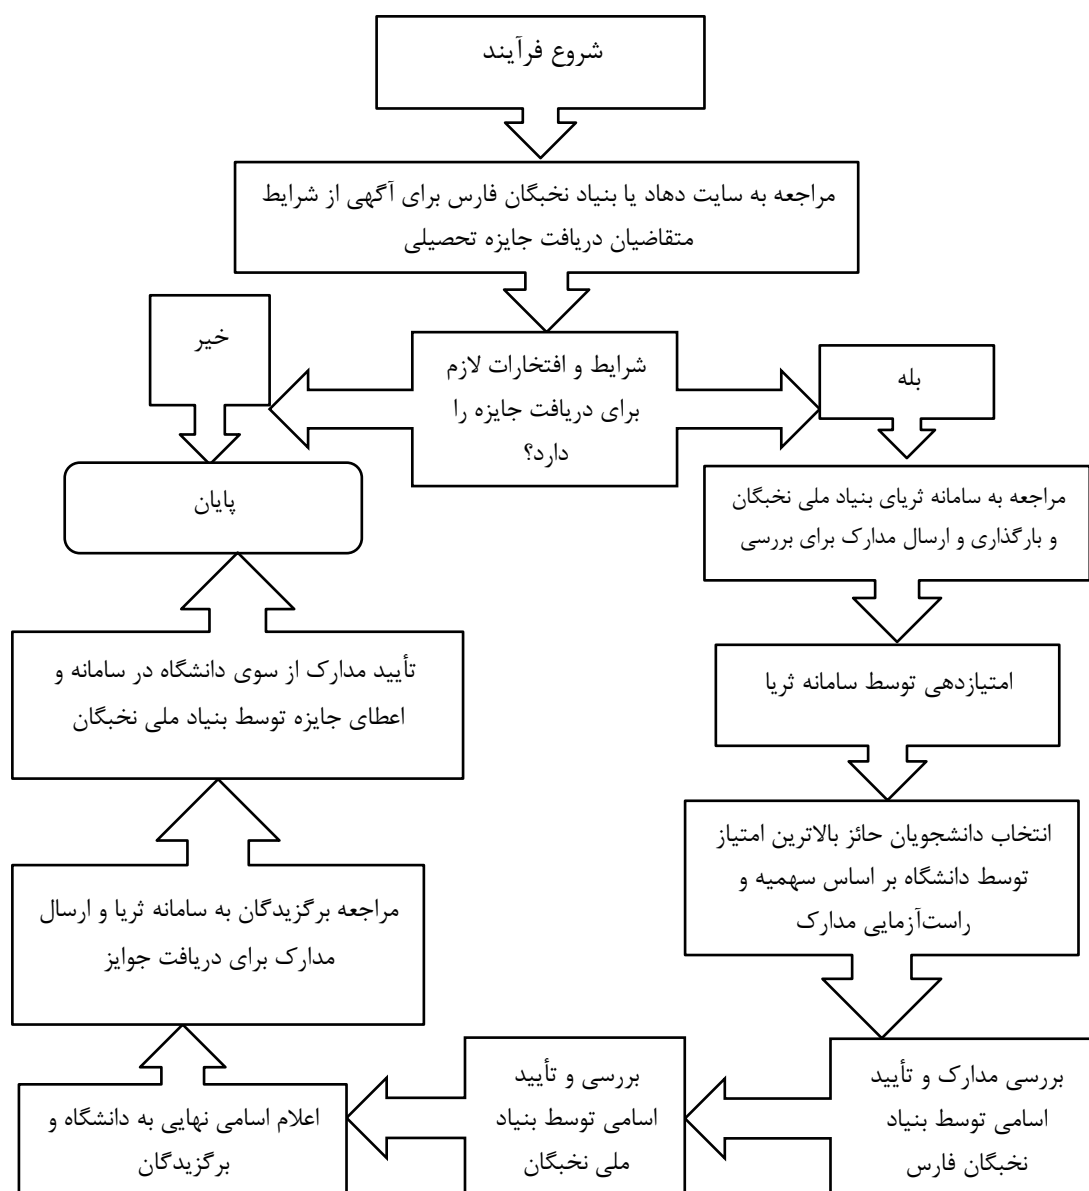 شروع فرآیند
مراجعه به سایت دهاد یا بنیاد نخبگان فارس برای آگهی از شرایط
متقاضیان دریافت جایزه تحصیلی
شرایط و افتخارات لازم
برای دریافت جایزه را
دارد؟
خیر
پایان
بله
مراجعه به سامانه ثریای بنیاد ملی نخبگان
و بارگذاری و ارسال مدارک برای بررسی
امتیازدهی توسط سامانه ثریا
انتخاب دانشجویان حائز بالاترین امتیاز
توسط دانشگاه بر اساس سهمیه و
راست‌آزمایی مدارک
بررسی مدارک و تأیید
اسامی توسط بنیاد
نخبگان فارس
بررسی و تأیید
اسامی توسط بنیاد
ملی نخبگان
اعلام اسامی نهایی به دانشگاه و
برگزیدگان
مراجعه برگزیدگان به سامانه ثریا و ارسال
مدارک برای دریافت جوایز
تأیید مدارک از سوی دانشگاه در سامانه و
اعطای جایزه توسط بنیاد ملی نخبگان